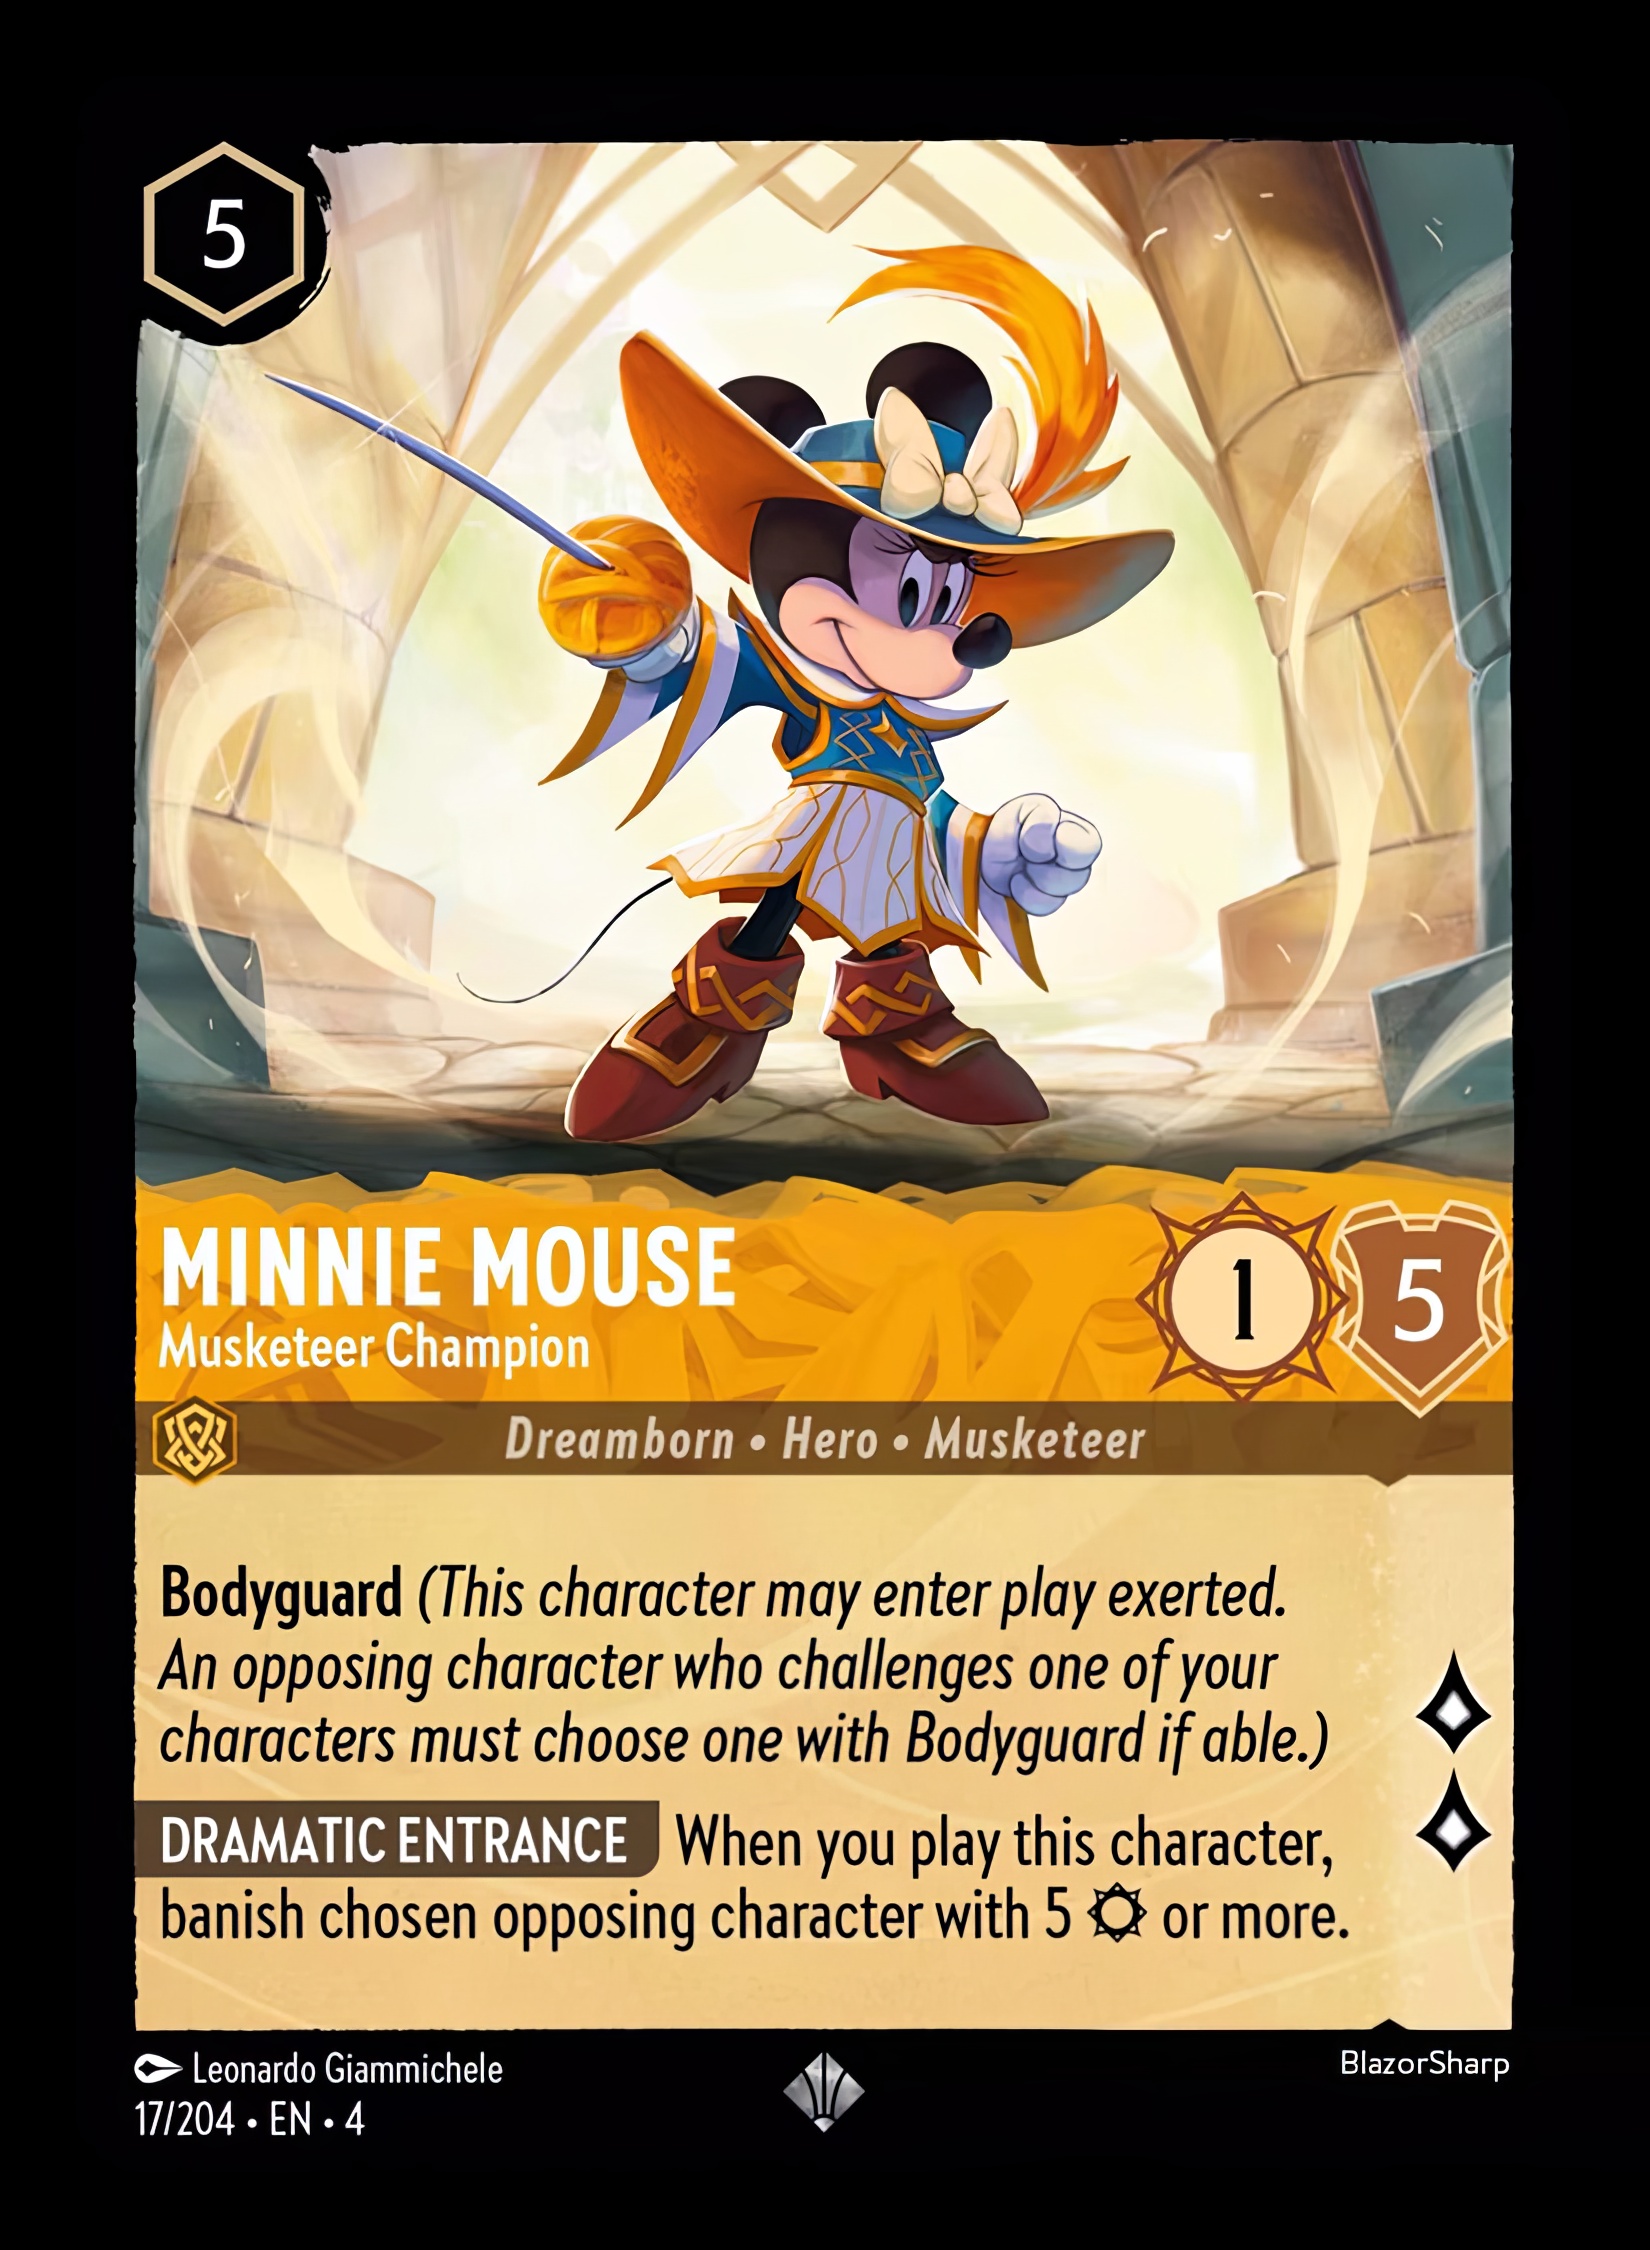 5
MINNIE MOUSE
Musketeer Champion
1
5
Dreamborn • Hero • Musketeer
Bodyguard (This character may enter play exerted.
An opposing character who challenges one of your
characters must choose one with Bodyguard if able.)
DRAMATIC ENTRANCE When you play this character,
banish chosen opposing character with 5 or more.
Leonardo Giammichele
BlazorSharp
17/204 • EN • 4